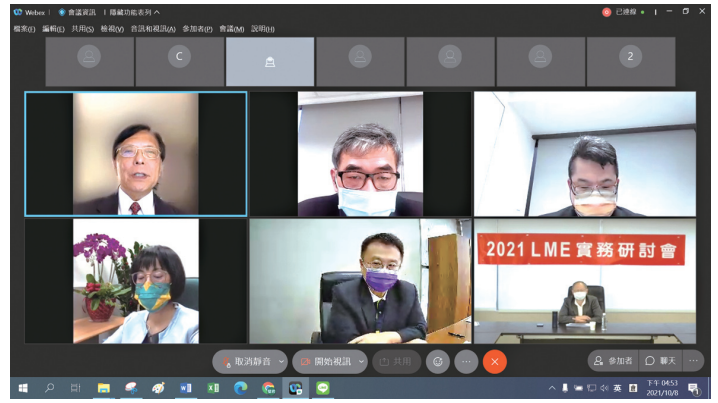 Webex 會議資訊 隱藏功能表列 已連線
檔案(F) 編輯(E) 共用(S) 檢視(V) 音訊和視訊(A) 參加者(P) 會議(M) 說明(H)
C 2
2021 LME 實務研討會
取消靜音 開始視訊 共用 參加者 聊天
英
下午 04:53
2021/10/8